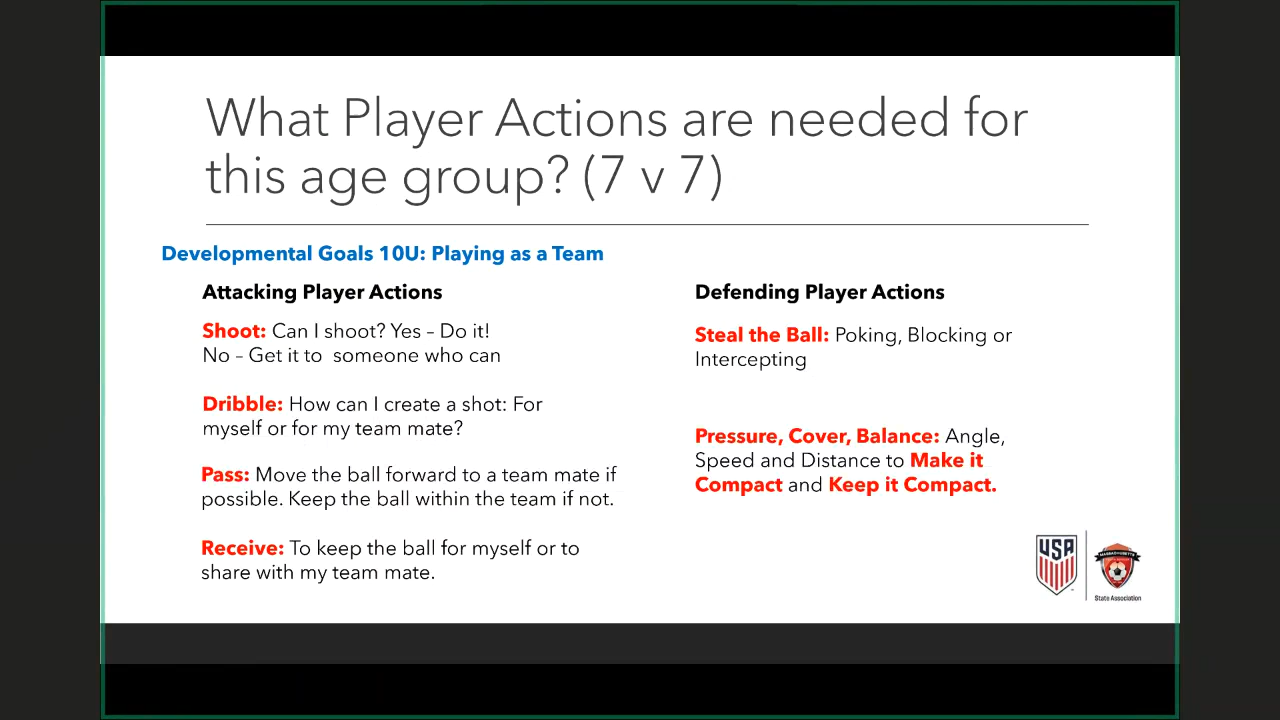 What Player Actions are needed for
this age group? (7 v 7)
Developmental Goals 10U: Playing as a Team
Attacking Player Actions
Shoot: Can I shoot? Yes – Do it!
No – Get it to  someone who can
Dribble: How can I create a shot: For
myself or for my team mate?
Pass: Move the ball forward to a team mate if
possible. Keep the ball within the team if not.
Receive: To keep the ball for myself or to
share with my team mate.
Defending Player Actions
Steal the Ball: Poking, Blocking or
Intercepting
Pressure, Cover, Balance: Angle,
Speed and Distance to Make it
Compact and Keep it Compact.
USA
MASSACHUSETTS
State Association